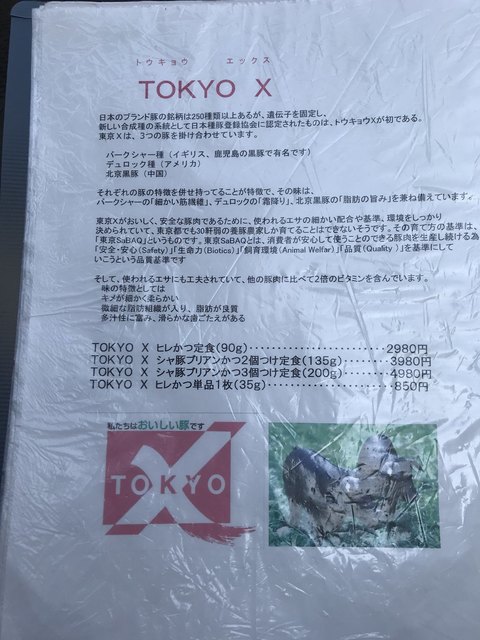 トウキョウ エックス
TOKYO X
日本のブランド豚の銘柄は250種類以上あるが、遺伝子を固定し、
新しい合成種の系統として日本種豚登録協会に認定されたものは、トウキョウXが初である。
東京Xは、3つの豚を掛け合わせています。
バークシャー種（イギリス、鹿児島の黒豚で有名です）
デュロック種（アメリカ）
北京黒豚（中国）
それぞれの豚の特徴を併せ持ってることが特徴で、その味は、
バークシャーの「細かい筋繊維」、デュロックの「霜降り」、北京黒豚の「脂肪の旨み」を兼ね備えています。
東京Xがおいしく、安全な豚肉であるために、使われるエサの細かい配合や基準、環境をしっかり
決められていて、東京都でも30軒弱の養豚農家しか育てることはできないそうです。その育て方の基準は、
「東京SaBAQ」というものです。東京SaBAQとは、消費者が安心して使うことのできる豚肉を生産し続ける為
「安全・安心（Safety）」「生命力（Biotics）」「飼育環境（Animal Welfar）」「品質（Quality ）」を基準にして
いこうという品質基準です
そして、使われるエサにも工夫されていて、他の豚肉に比べて2倍のビタミンを含んでいます。
味の特徴としては
キメが細かく柔らかい
微細な脂肪組織が入り、脂肪が良質
多汁性に富み、滑らかな歯ごたえがある
TOKYO X ヒレかつ定食(90g)・・・・・・・・・・・・・・・・・・2980円
TOKYO X シャ豚ブリアンかつ2個つけ定食(135g)・・・・・・・・3980円
TOKYO X シャ豚ブリアンかつ3個つけ定食(200g)・・・・・・・・4980円
TOKYO X ヒレかつ単品1枚(35g)・・・・・・・・・・・・・・・・850円
私たちはおいしい豚です
TOKYO X